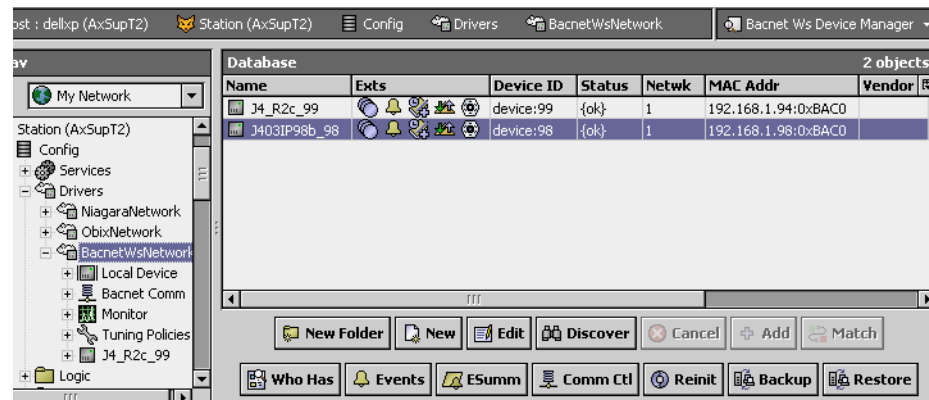 ost : dellxp (AxSupT2) Station (AxSupT2) Config Drivers BacnetWsNetwork Bacnet Ws Device Manager
av
My Network
Station (AxSupT2)
Config
Services
Drivers
NiagaraNetwork
ObixNetwork
BacnetWsNetwork
Local Device
Bacnet Comm
Monitor
Tuning Policies
J4_R2c_99
Logic
Database 2 objects
Name Exts Device ID Status Netwk MAC Addr Vendor
J4_R2c_99 device:99 {ok} 1 192.168.1.94:0xBAC0
J403IP98b_98 device:98 {ok} 1 192.168.1.98:0xBAC0
New Folder New Edit Discover Cancel Add Match
Who Has Events ESumm Comm Ctl Reinit Backup Restore